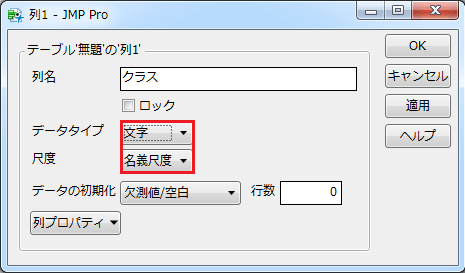 列1 - JMP Pro
テーブル'無題'の'列1'
列名 クラス
ロック
データタイプ 文字
尺度 名義尺度
データの初期化 欠測値/空白 行数 0
列プロパティ
OK
キャンセル
適用
ヘルプ